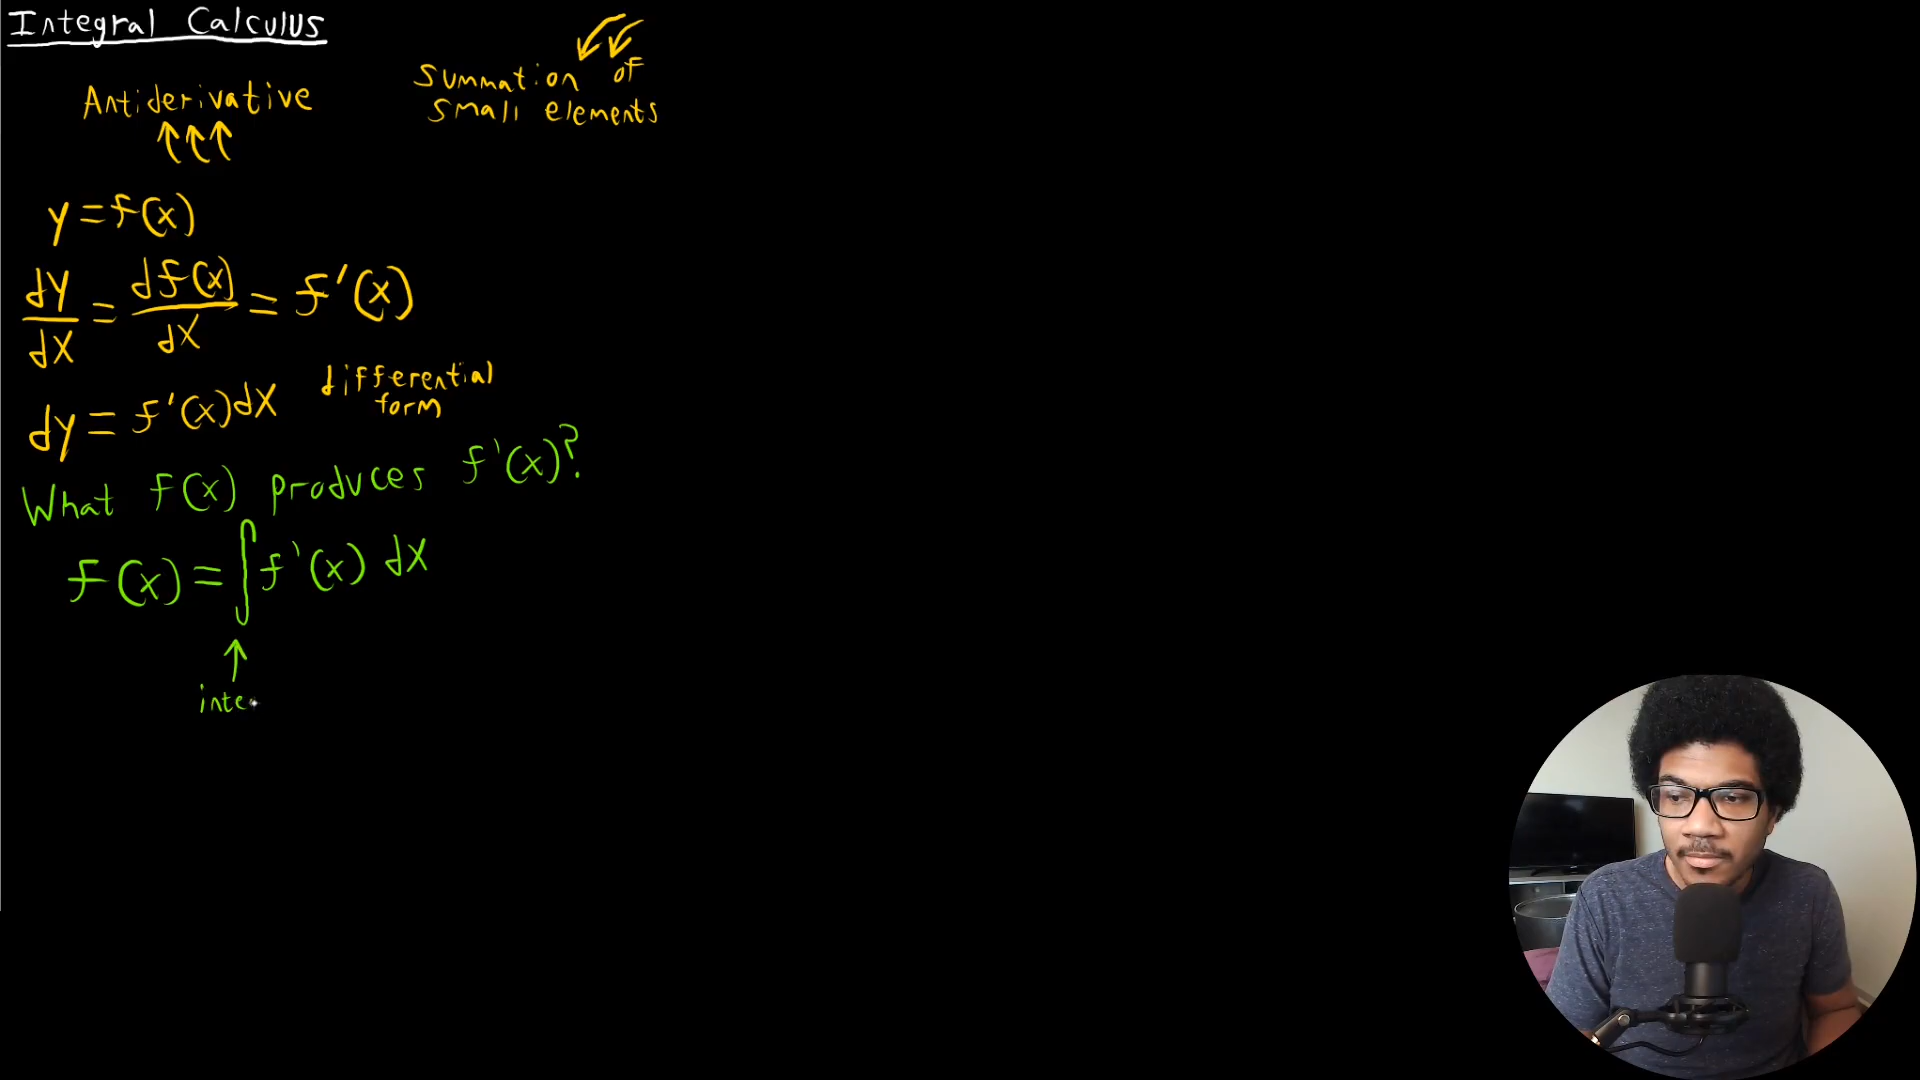 Integral Calculus
Antiderivative
Summation of
small elements
y = f(x)
dy/dx = df(x)/dx = f'(x)
dy = f'(x)dx
differential
form
What f(x) produces f'(x)?
f(x) = ∫f'(x) dx
inte